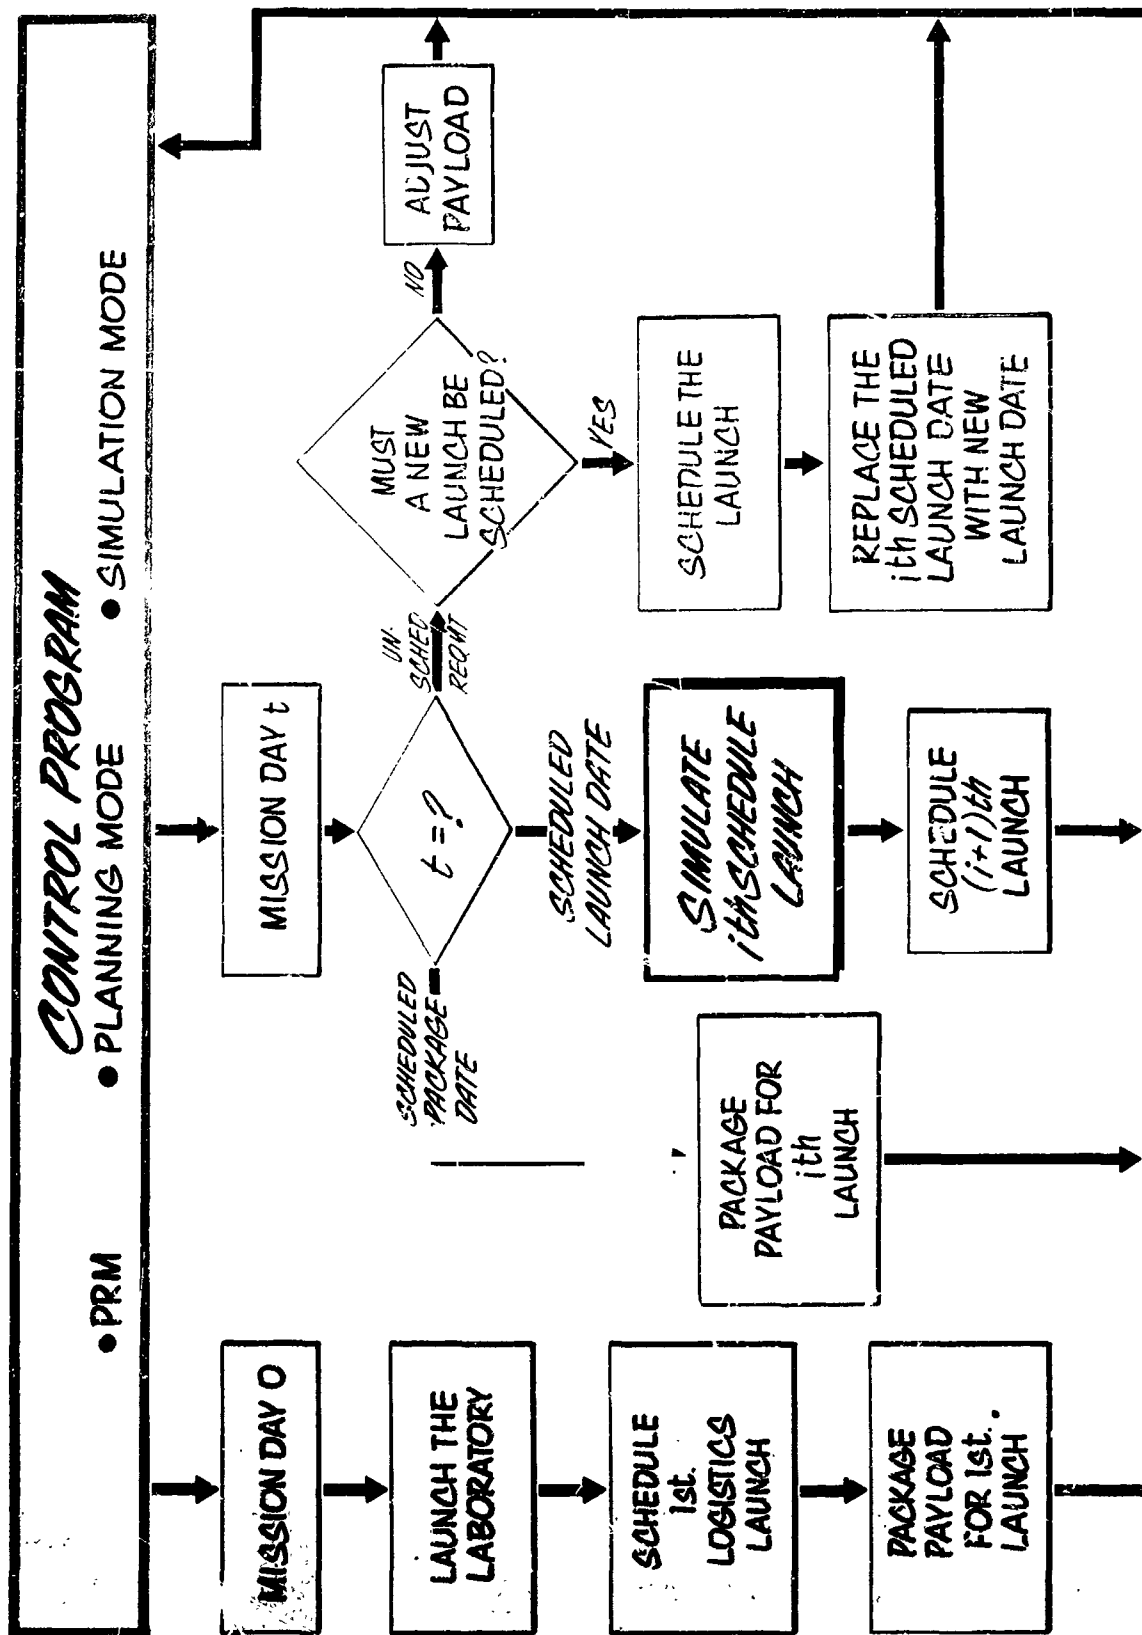 CONTROL PROGRAM
• PRM
• PLANNING MODE
• SIMULATION MODE
MISSION DAY O
LAUNCH THE
LABORATORY
SCHEDULE
1st.
LOGISTICS
LAUNCH
PACKAGE
PAYLOAD
FOR 1st.
LAUNCH
MISSION DAY t
t = ?
SCHEDULED
PACKAGE
DATE
PACKAGE
PAYLOAD FOR
ith
LAUNCH
SCHEDULED
LAUNCH DATE
SIMULATE
ith SCHEDULE
LAUNCH
SCHEDULE
(i+1)th
LAUNCH
UN-
SCHED
REQMT
MUST
A NEW
LAUNCH BE
SCHEDULED?
NO
ADJUST
PAYLOAD
YES
SCHEDULE THE
LAUNCH
REPLACE THE
ith SCHEDULED
LAUNCH DATE
WITH NEW
LAUNCH DATE